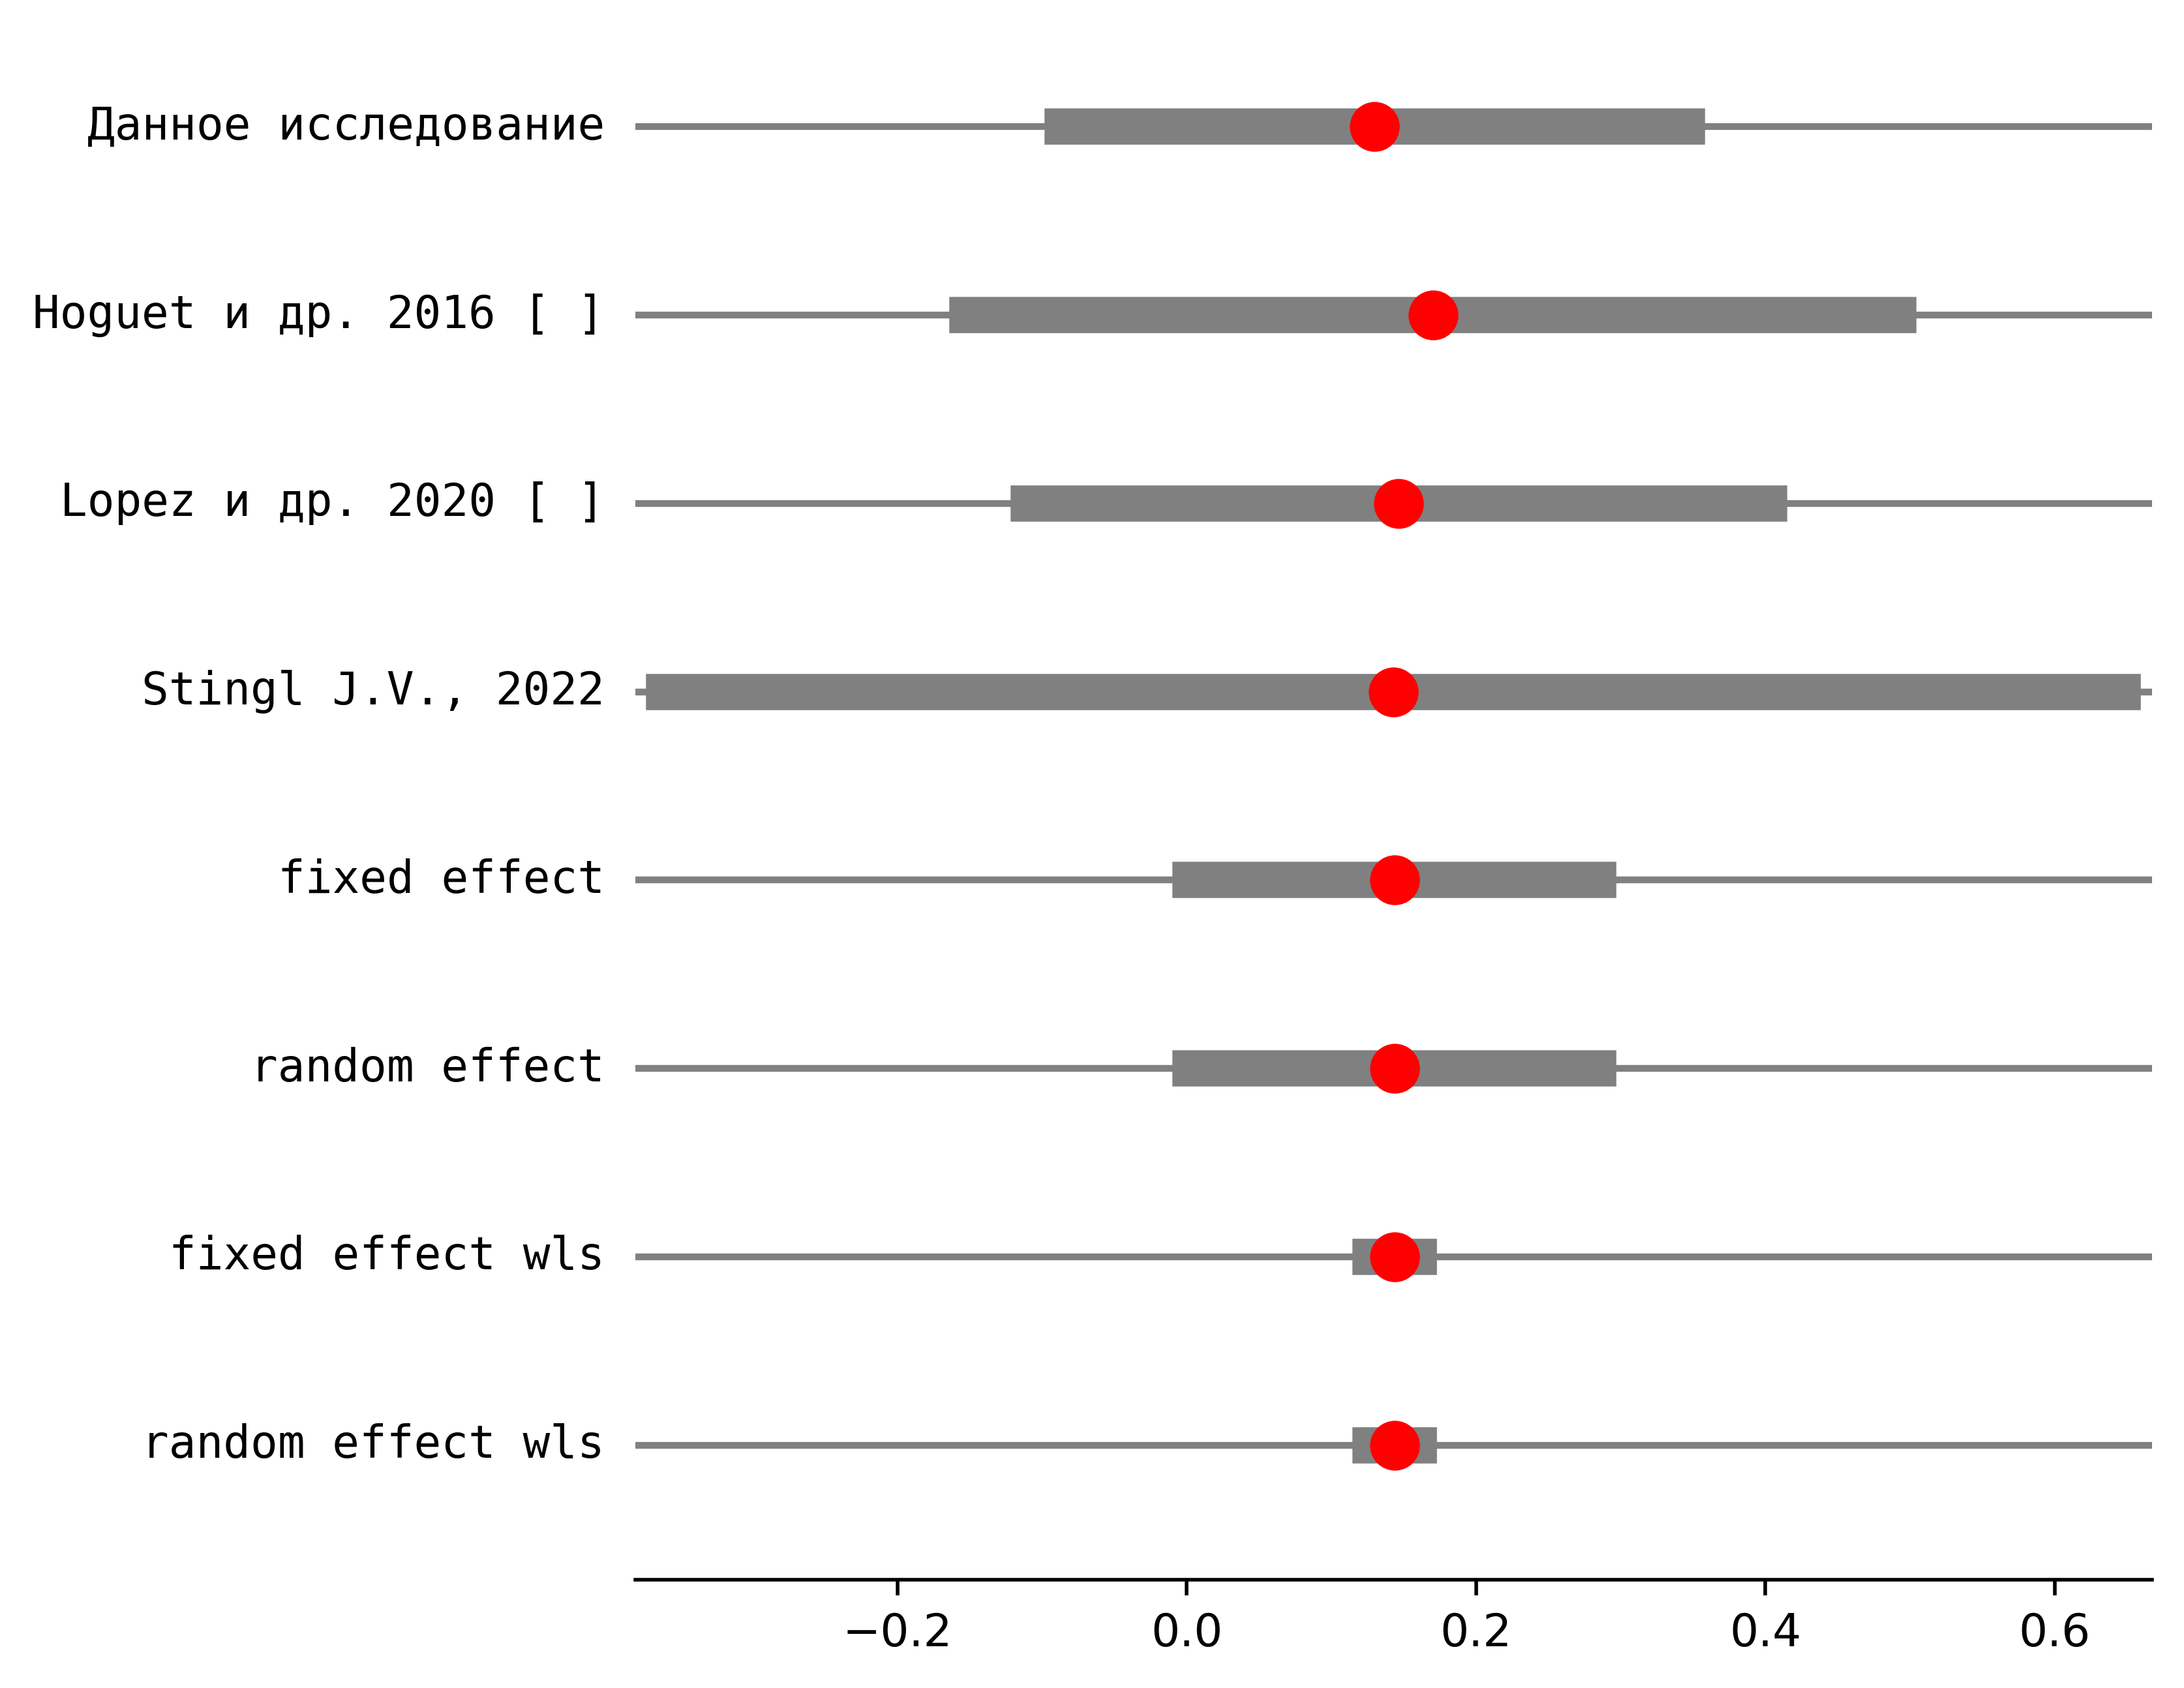 Данное исследование
Hoguet и др. 2016 [ ]
Lopez и др. 2020 [ ]
Stingl J.V., 2022
fixed effect
random effect
fixed effect wls
random effect wls
−0.2 0.0 0.2 0.4 0.6